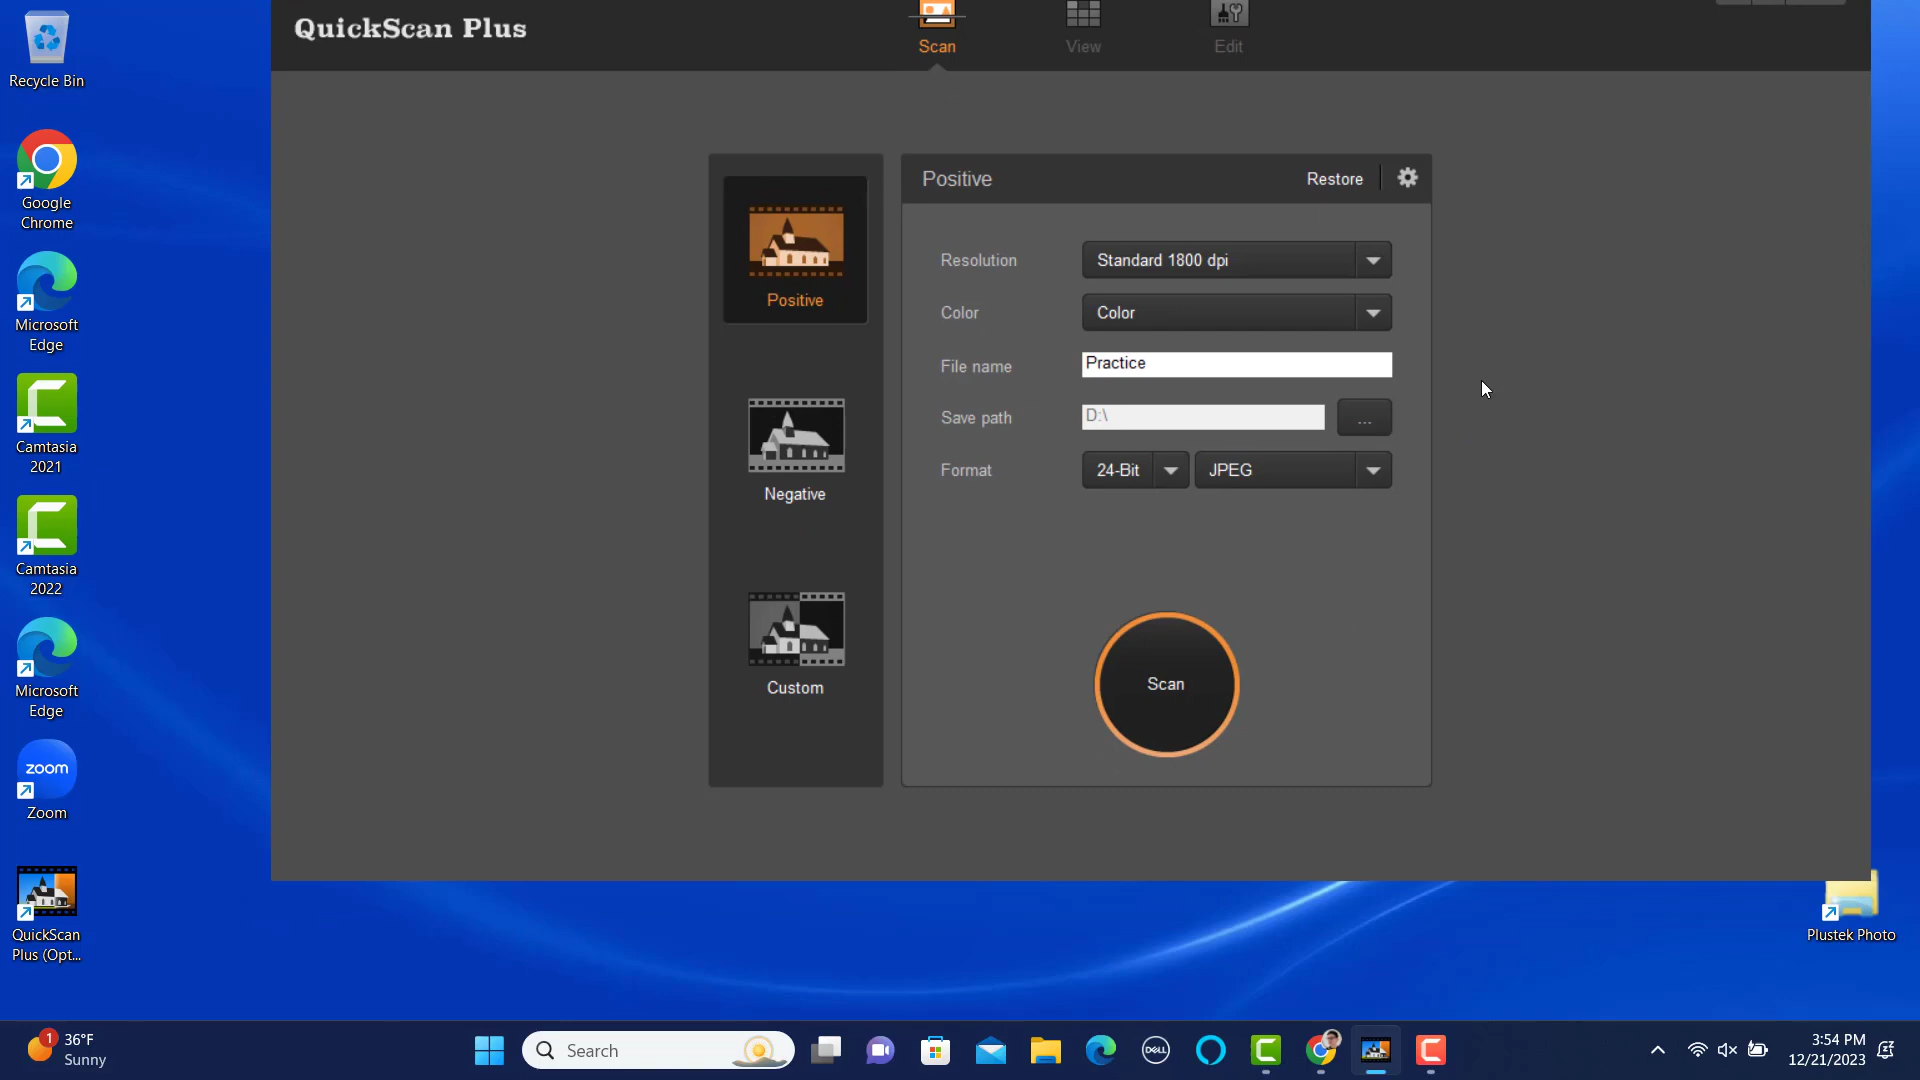 QuickScan Plus
Scan
View
Edit
Recycle Bin
Google
Chrome
Microsoft
Edge
Camtasia
2021
Camtasia
2022
Microsoft
Edge
zoom
Zoom
QuickScan
Plus (Opt...
Positive
Negative
Custom
Positive
Restore
Resolution
Standard 1800 dpi
Color
Color
File name
Practice
Save path
D:\
...
Format
24-Bit
JPEG
Scan
Plustek Photo
1
36°F
Sunny
Search
DELL
3:54 PM
12/21/2023